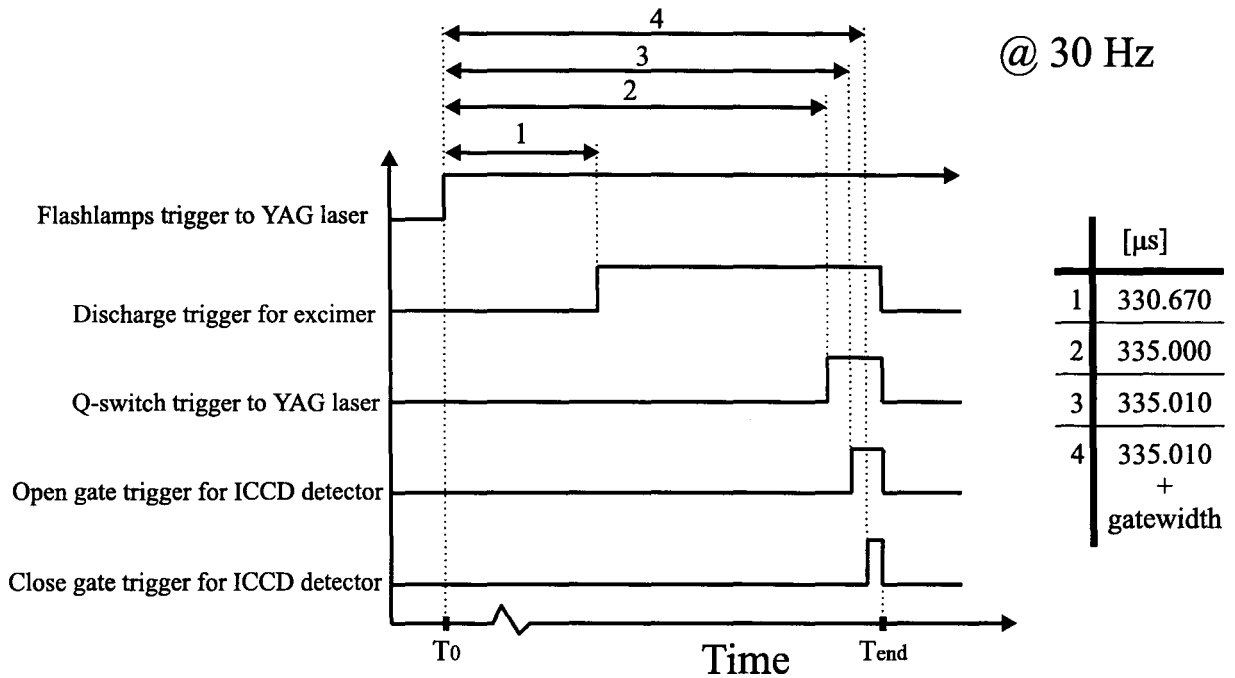 4
@ 30 Hz
3
2
1
Flashlamps trigger to YAG laser
Discharge trigger for excimer
Q-switch trigger to YAG laser
Open gate trigger for ICCD detector
Close gate trigger for ICCD detector
T0
Time
Tend
[μs]
1 330.670
2 335.000
3 335.010
4 335.010
+
gatewidth